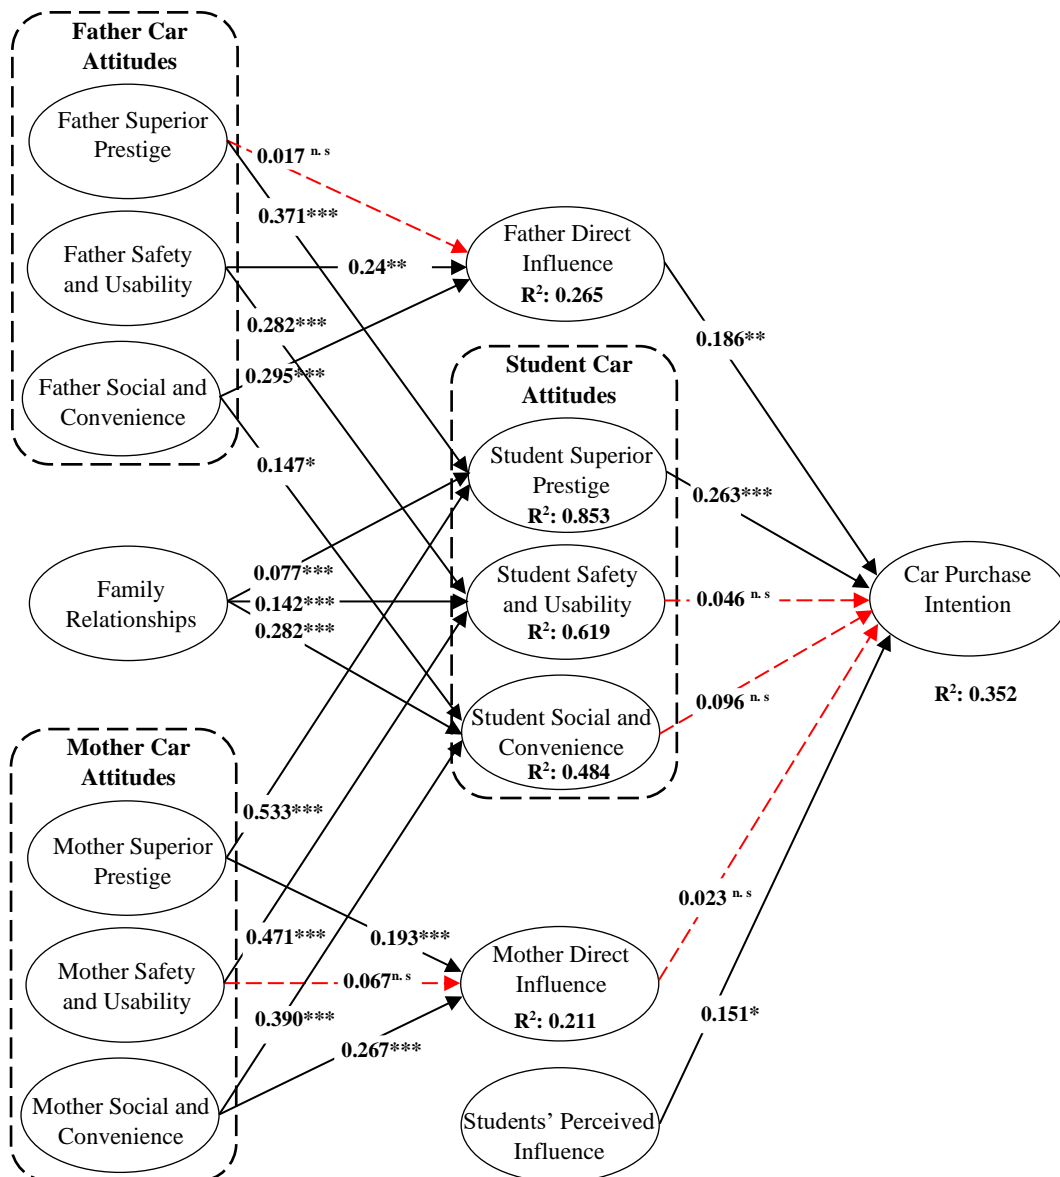 Father Car
Attitudes
Father Superior
Prestige
0.017 n. s
0.371***
Father Safety
and Usability
0.24**
Father Direct
Influence
R²: 0.265
0.282***
0.186**
Father Social and
Convenience
0.295***
Student Car
Attitudes
0.147*
Student Superior
Prestige
R²: 0.853
0.263***
Family
Relationships
0.077***
0.142***
0.282***
Student Safety
and Usability
R²: 0.619
0.046 n. s
Car Purchase
Intention
R²: 0.352
Student Social and
Convenience
R²: 0.484
0.096 n. s
Mother Car
Attitudes
0.533***
Mother Superior
Prestige
0.023 n. s
0.471***
0.193***
Mother Safety
and Usability
0.067n. s
Mother Direct
Influence
R²: 0.211
0.390***
0.267***
0.151*
Mother Social and
Convenience
Students’ Perceived
Influence